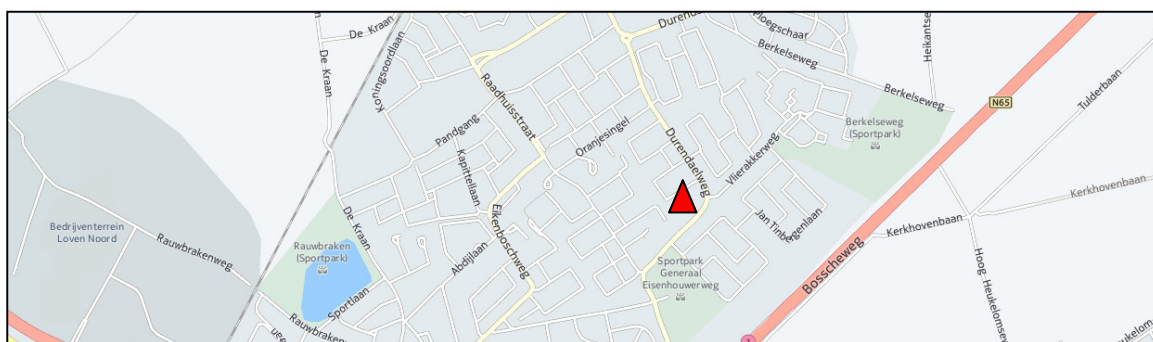 De Kraan
De Kraan
Koningsoordlaan
Durendaelweg
Ploegschaar
Berkelseweg
Berkelseweg
Heikantse
N65
Tulderbaan
Raadhuisstraat
Pandgang
Kapittellaan
Oranjesingel
Durendaelweg
Vlierakkerweg
Berkelseweg
(Sportpark)
Kerkhovenbaan
Kerkhovenbaan
Jan Tinbergenlaan
Bedrijventerrein
Loven Noord
Rauwbrakenweg
De Kraan
Rauwbraken
(Sportpark)
Eikenboschweg
Abdijlaan
Sportlaan
Sportpark
Generaal
Eisenhouwerweg
Bosscheweg
Hoog Heukelomsew
Rauwbrakenw